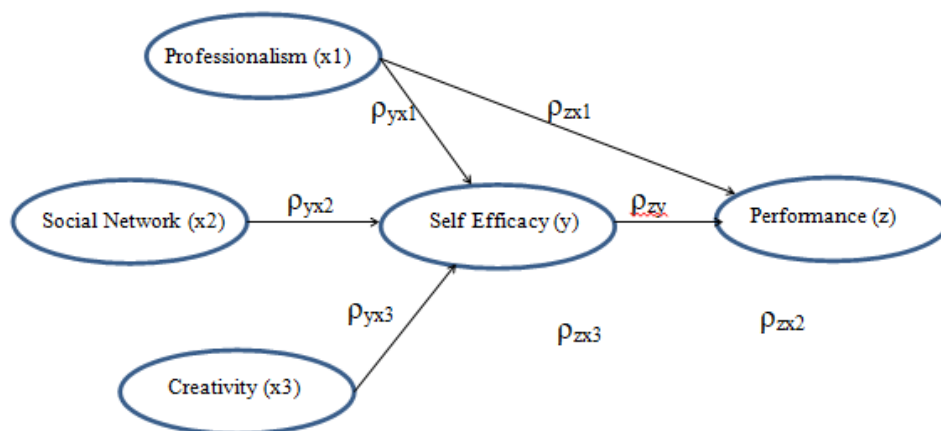 Professionalism (x1)
ρyx1
ρzx1
Social Network (x2)
ρyx2
Self Efficacy (y)
ρzy
Performance (z)
ρyx3
ρzx3
ρzx2
Creativity (x3)